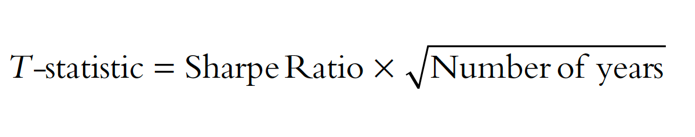 T-statistic = Sharpe Ratio × √Number of years